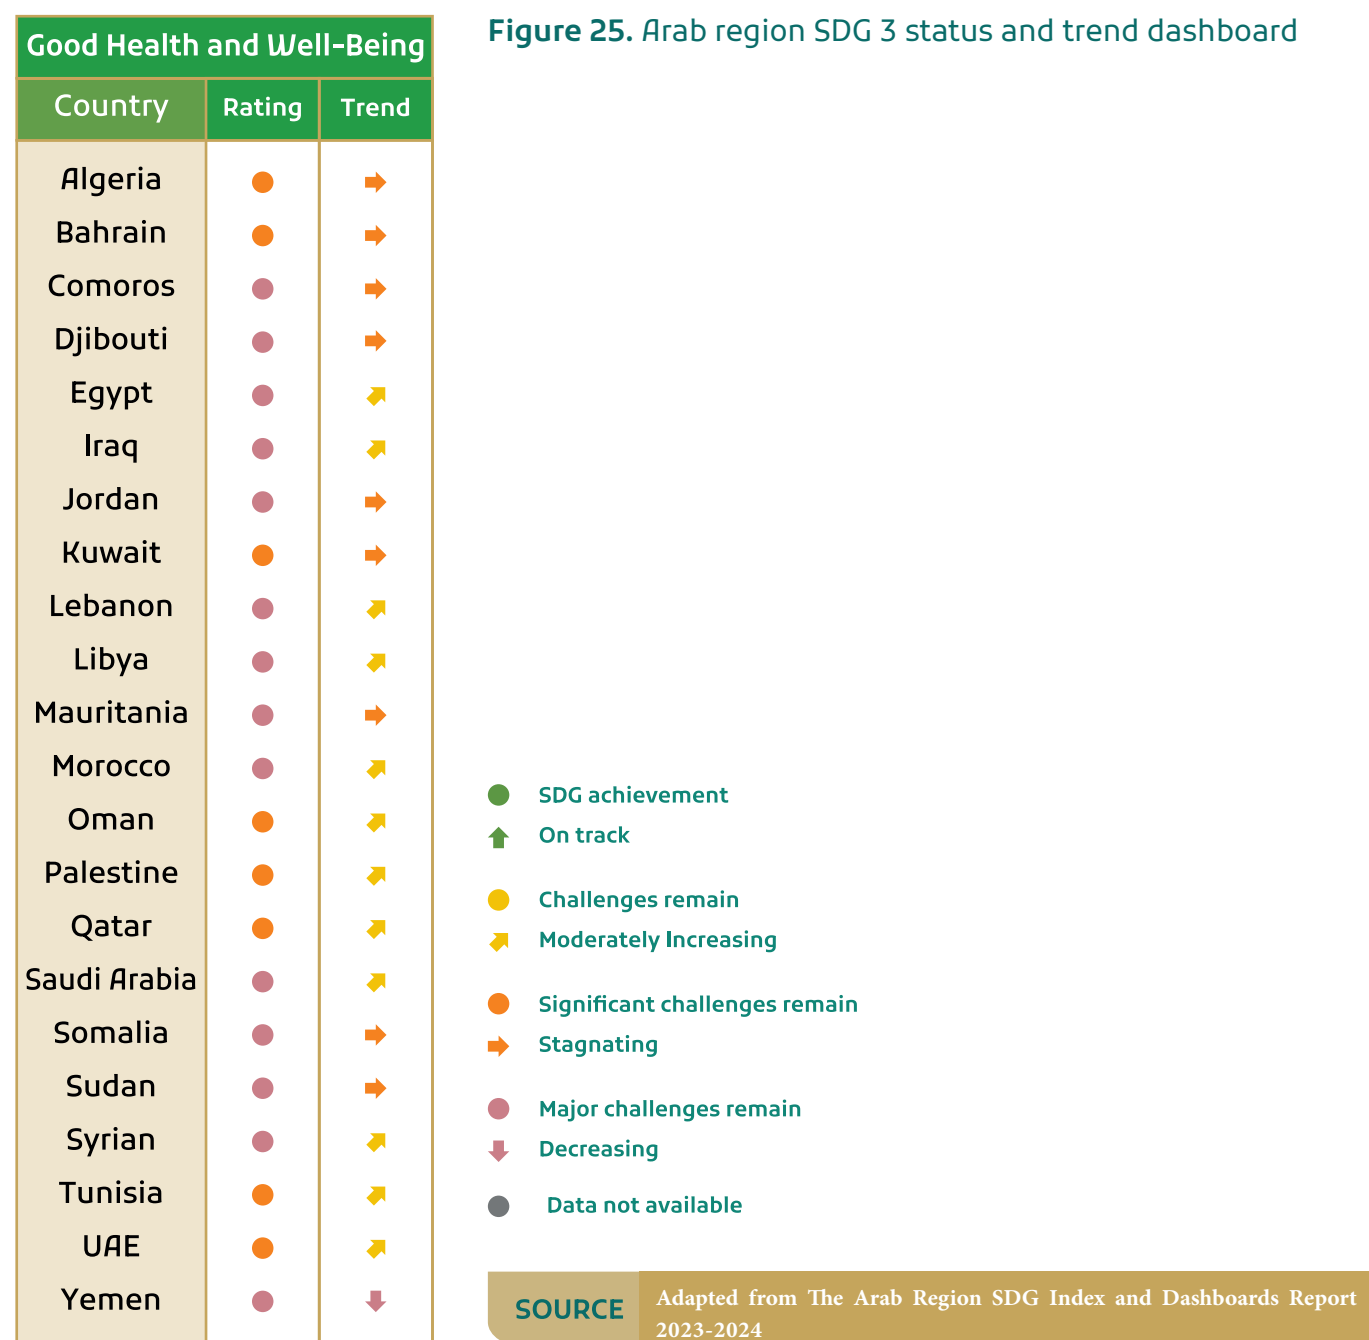 Figure 25. Arab region SDG 3 status and trend dashboard
Good Health and Well-Being
Country Rating Trend
Algeria
Bahrain
Comoros
Djibouti
Egypt
Iraq
Jordan
Kuwait
Lebanon
Libya
Mauritania
Morocco
Oman
Palestine
Qatar
Saudi Arabia
Somalia
Sudan
Syrian
Tunisia
UAE
Yemen
SDG achievement
On track
Challenges remain
Moderately Increasing
Significant challenges remain
Stagnating
Major challenges remain
Decreasing
Data not available
SOURCE
Adapted from The Arab Region SDG Index and Dashboards Report
2023-2024